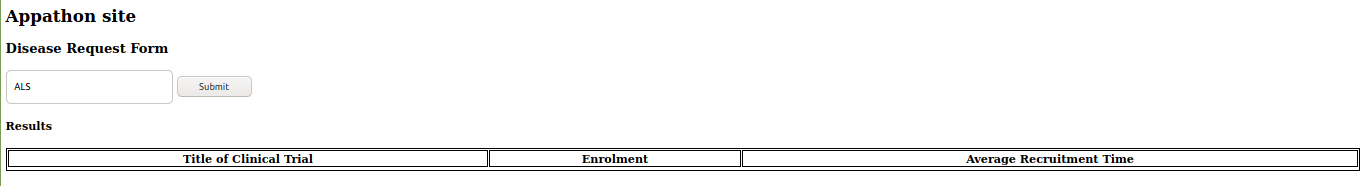 Appathon site
Disease Request Form
ALS Submit
Results
Title of Clinical Trial Enrolment Average Recruitment Time